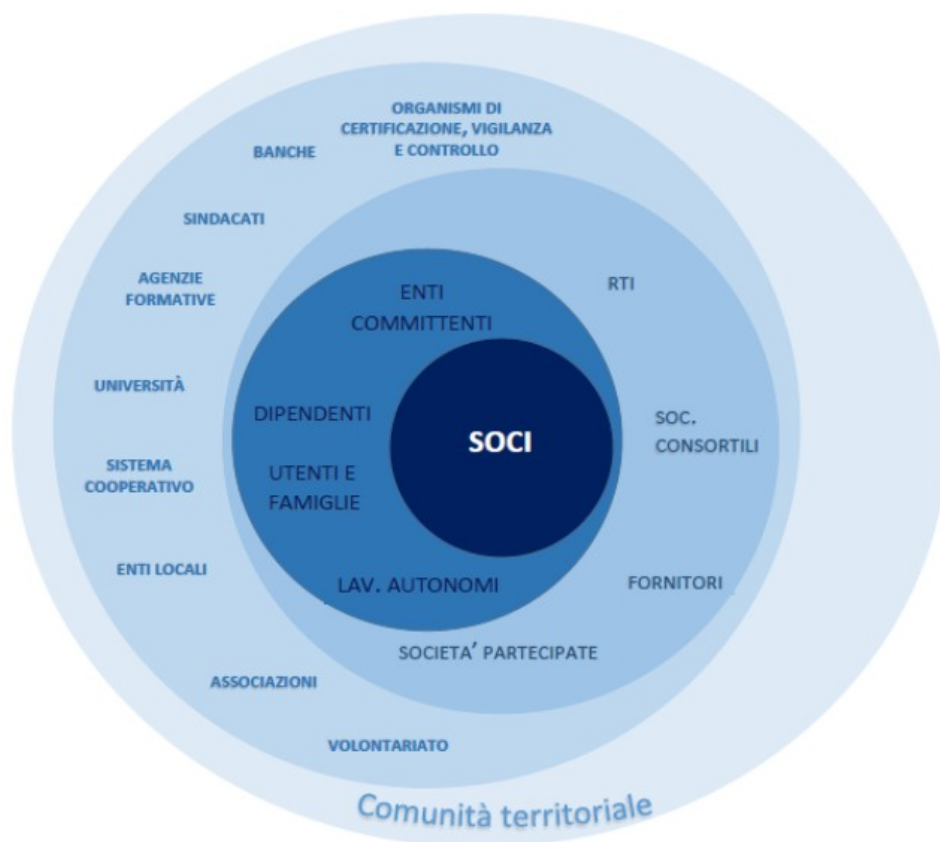 ORGANISMI DI
CERTIFICAZIONE, VIGILANZA
E CONTROLLO
BANCHE
SINDACATI
AGENZIE
FORMATIVE
UNIVERSITÀ
SISTEMA
COOPERATIVO
ENTI LOCALI
ASSOCIAZIONI
VOLONTARIATO
RTI
SOC.
CONSORTILI
FORNITORI
SOCIETA' PARTECIPATE
ENTI
COMMITTENTI
DIPENDENTI
UTENTI E
FAMIGLIE
LAV. AUTONOMI
SOCI
Comunità territoriale